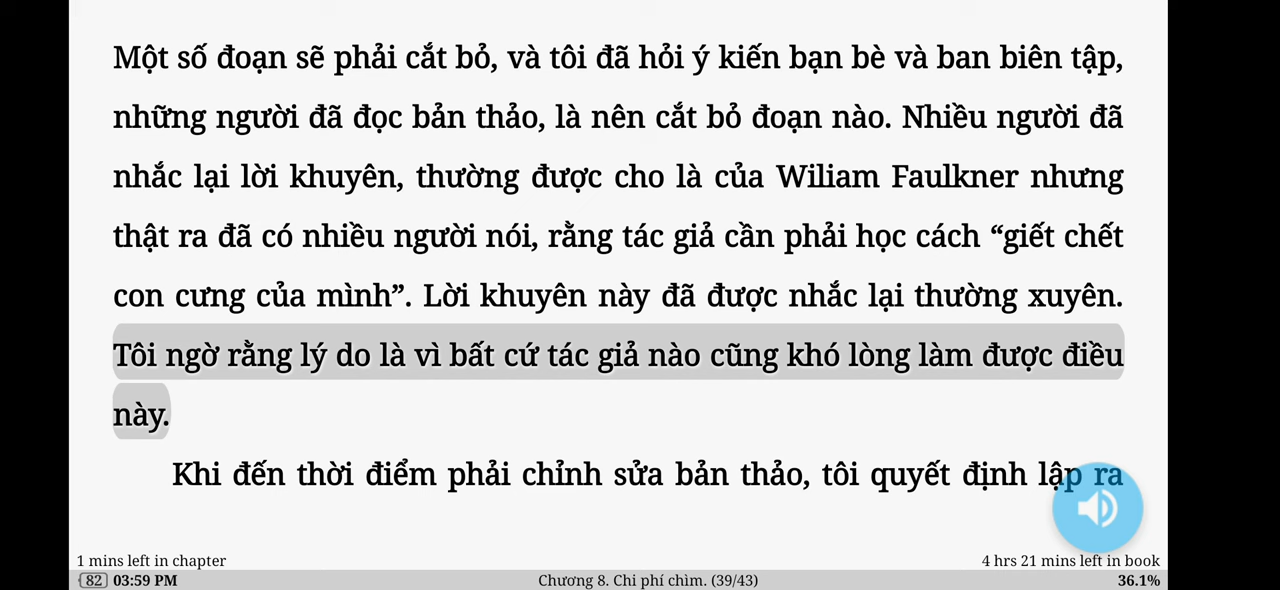 Một số đoạn sẽ phải cắt bỏ, và tôi đã hỏi ý kiến bạn bè và ban biên tập,
những người đã đọc bản thảo, là nên cắt bỏ đoạn nào. Nhiều người đã
nhắc lại lời khuyên, thường được cho là của Wiliam Faulkner nhưng
thật ra đã có nhiều người nói, rằng tác giả cần phải học cách “giết chết
con cưng của mình”. Lời khuyên này đã được nhắc lại thường xuyên.
Tôi ngờ rằng lý do là vì bất cứ tác giả nào cũng khó lòng làm được điều
này.
Khi đến thời điểm phải chỉnh sửa bản thảo, tôi quyết định lập ra
1 mins left in chapter 4 hrs 21 mins left in book
82 03:59 PM Chương 8. Chi phí chìm. (39/43) 36.1%